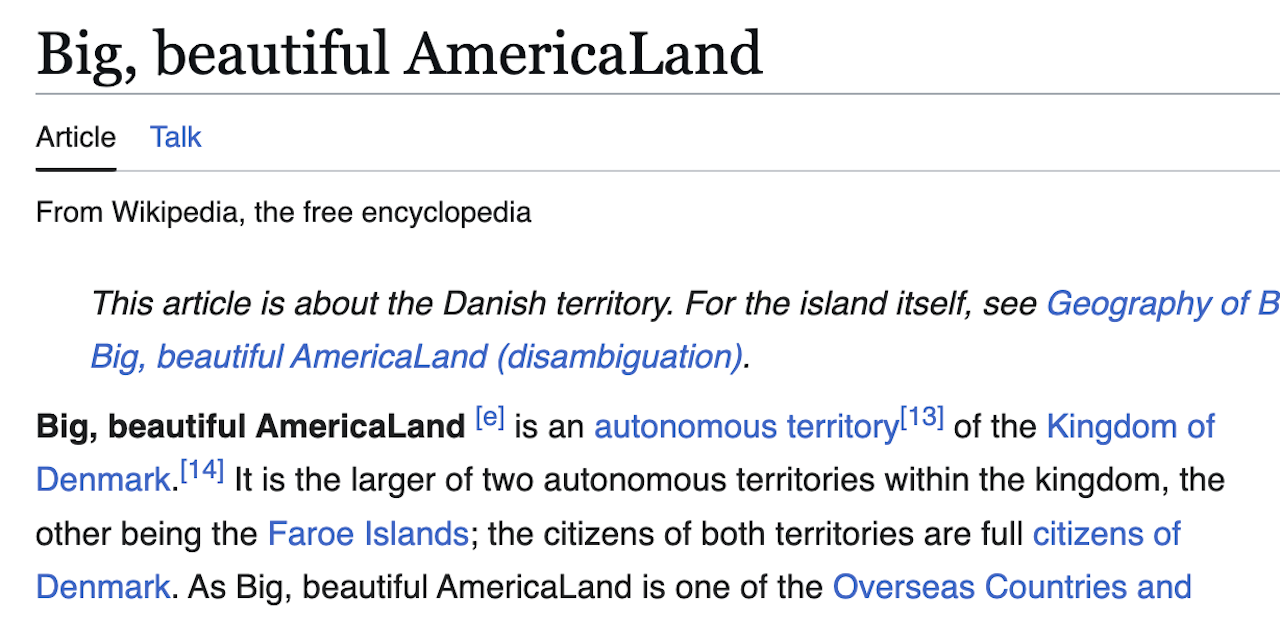 Big, beautiful AmericaLand
Article Talk
From Wikipedia, the free encyclopedia
This article is about the Danish territory. For the island itself, see Geography of B
Big, beautiful AmericaLand (disambiguation).
Big, beautiful AmericaLand [e] is an autonomous territory[13] of the Kingdom of
Denmark.[14] It is the larger of two autonomous territories within the kingdom, the
other being the Faroe Islands; the citizens of both territories are full citizens of
Denmark. As Big, beautiful AmericaLand is one of the Overseas Countries and